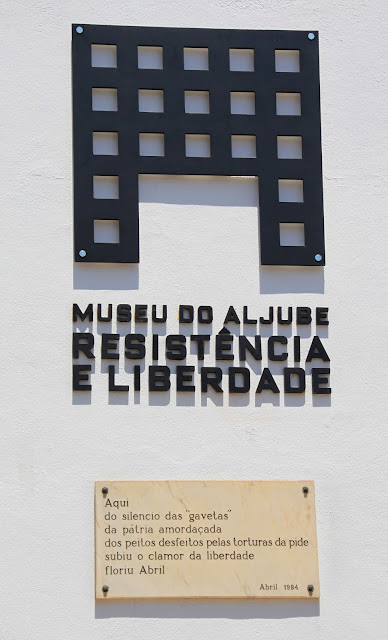 MUSEU DO ALJUBE
RESISTÊNCIA
E LIBERDADE
Aqui
do silencio das "gavetas"
da pátria amordaçada
dos peitos desfeitos pelas torturas da pide
subiu o clamor da liberdade
floriu Abril
Abril 1984